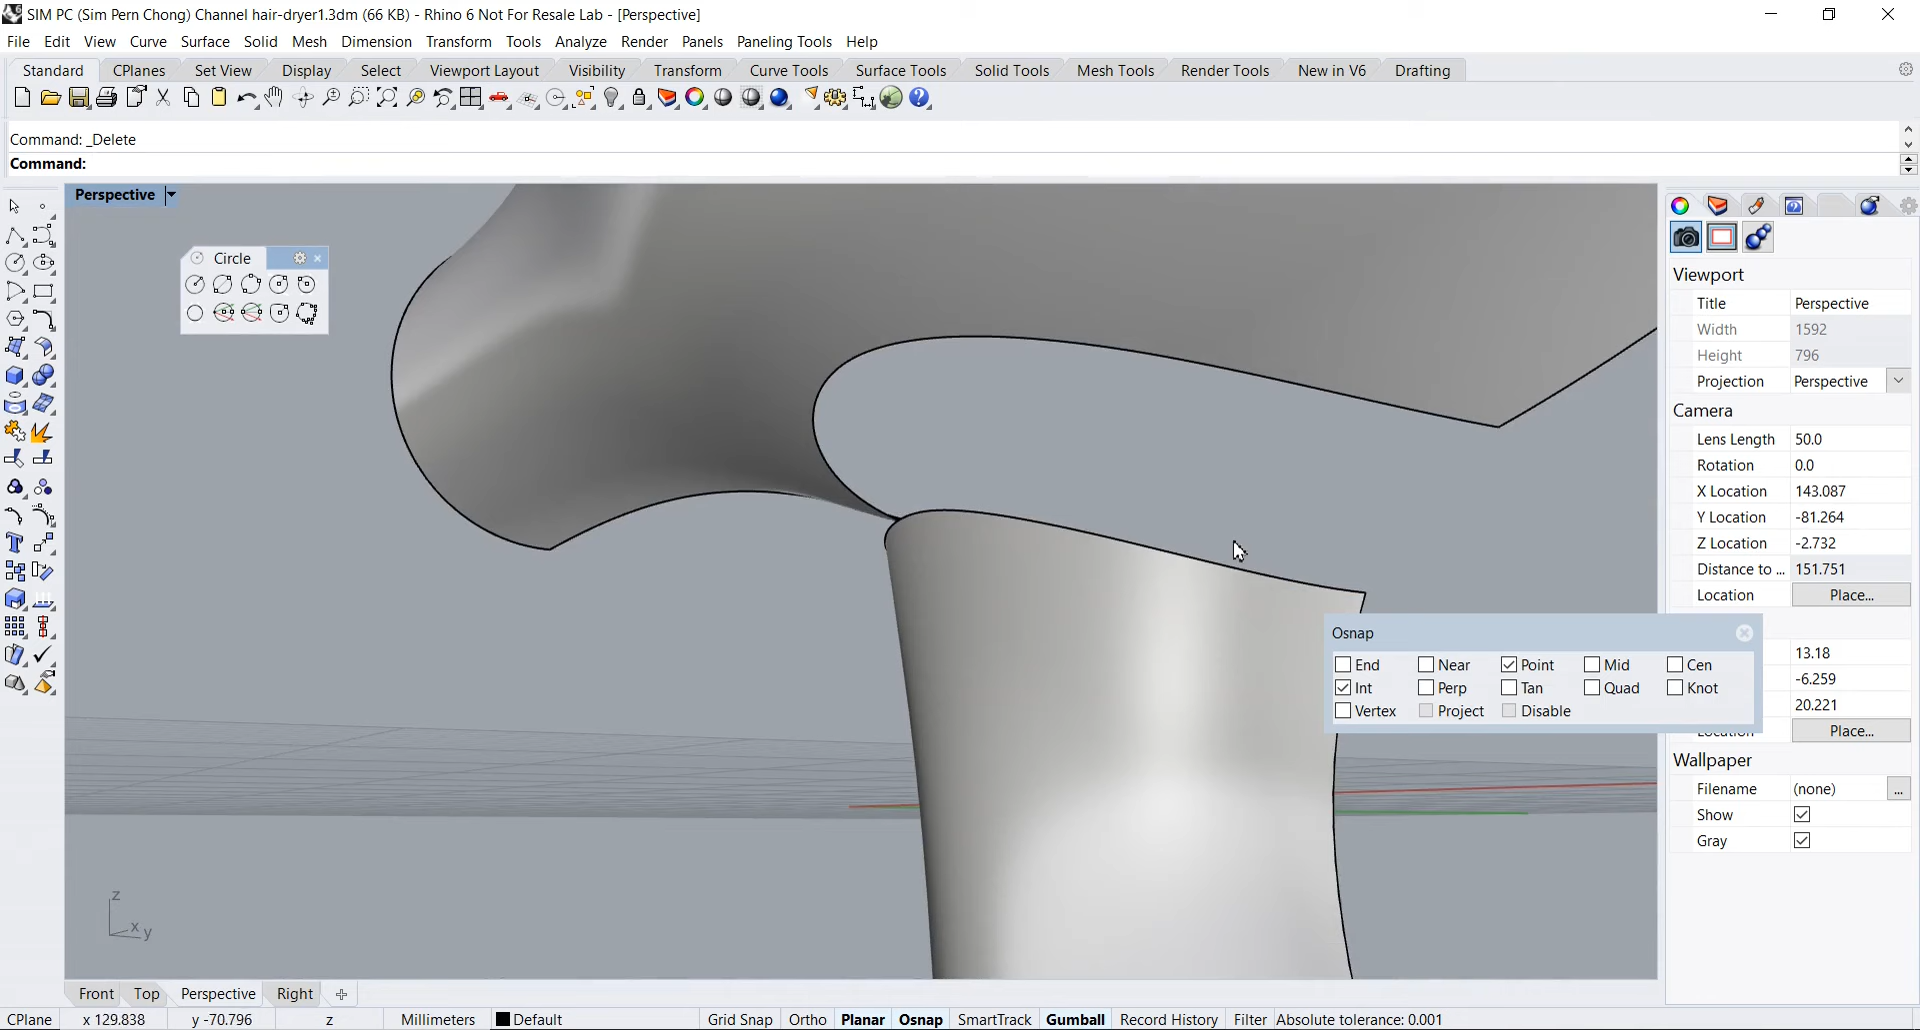 SIM PC (Sim Pern Chong) Channel hair-dryer1.3dm (66 KB) - Rhino 6 Not For Resale Lab - [Perspective]
File Edit View Curve Surface Solid Mesh Dimension Transform Tools Analyze Render Panels Paneling Tools Help
Standard CPlanes Set View Display Select Viewport Layout Visibility Transform Curve Tools Surface Tools Solid Tools Mesh Tools Render Tools New in V6 Drafting
Command: _Delete
Command:
Perspective
Circle
Viewport
Title Perspective
Width 1592
Height 796
Projection Perspective
Camera
Lens Length 50.0
Rotation 0.0
X Location 143.087
Y Location -81.264
Z Location -2.732
Distance to ... 151.751
Location Place...
Osnap
End Near Point Mid Cen
Int Perp Tan Quad Knot
Vertex Project Disable
13.18
-6.259
20.221
Location Place...
Wallpaper
Filename (none) ...
Show
Gray
z
x
y
Front Top Perspective Right
CPlane x 129.838 y -70.796 z Millimeters Default Grid Snap Ortho Planar Osnap SmartTrack Gumball Record History Filter Absolute tolerance: 0.001